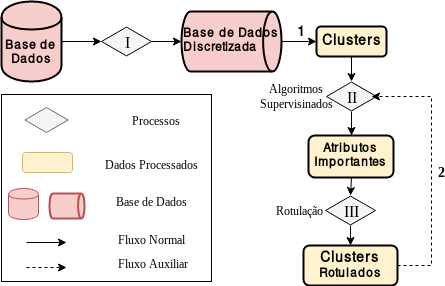 Base de
Dados
I
Base de Dados
Discretizada
1
Clusters
Algoritmos
Supervisinados
II
Atributos
Importantes
2
Rotulação
III
Clusters
Rotulados
Processos
Dados Processados
Base de Dados
Fluxo Normal
Fluxo Auxiliar